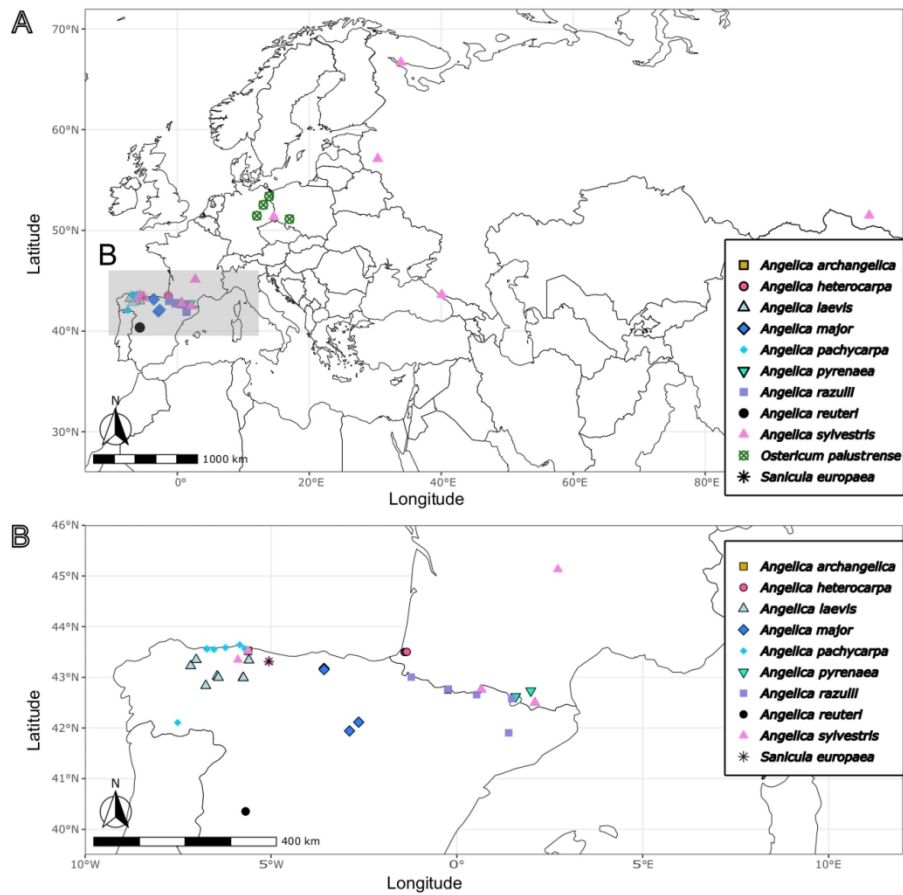 A
70°N
65°N
60°N
Latitude
50°N
B
40°N
30°N
N
1000 km
0°
20°E
40°E
60°E
80°E
Longitude
Angelica archangelica
Angelica heterocarpa
Angelica laevis
Angelica major
Angelica pachycarpa
Angelica pyrenaea
Angelica razulii
Angelica reuteri
Angelica sylvestris
Ostericum palustrense
Sanicula europaea
B
46°N
45°N
44°N
43°N
Latitude
42°N
41°N
40°N
N
400 km
10°W
5°W
0°
5°E
10°E
Longitude
Angelica archangelica
Angelica heterocarpa
Angelica laevis
Angelica major
Angelica pachycarpa
Angelica pyrenaea
Angelica razulii
Angelica reuteri
Angelica sylvestris
Sanicula europaea